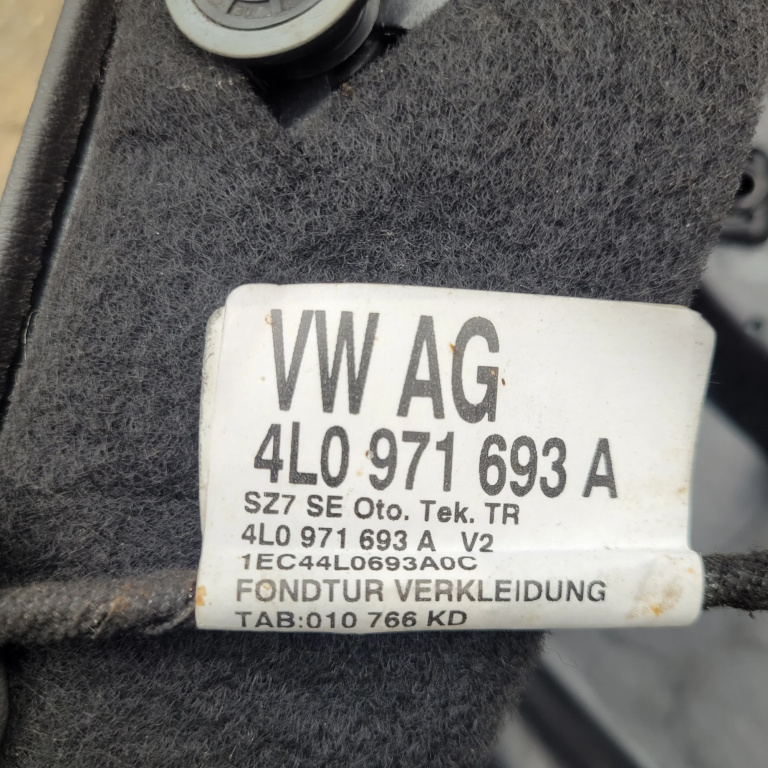 VW AG
4L0 971 693 A
SZ7 SE Oto. Tek. TR
4L0 971 693 A V2
1EC44L0693A0C
FONDTUR VERKLEIDUNG
TAB:010 766 KD